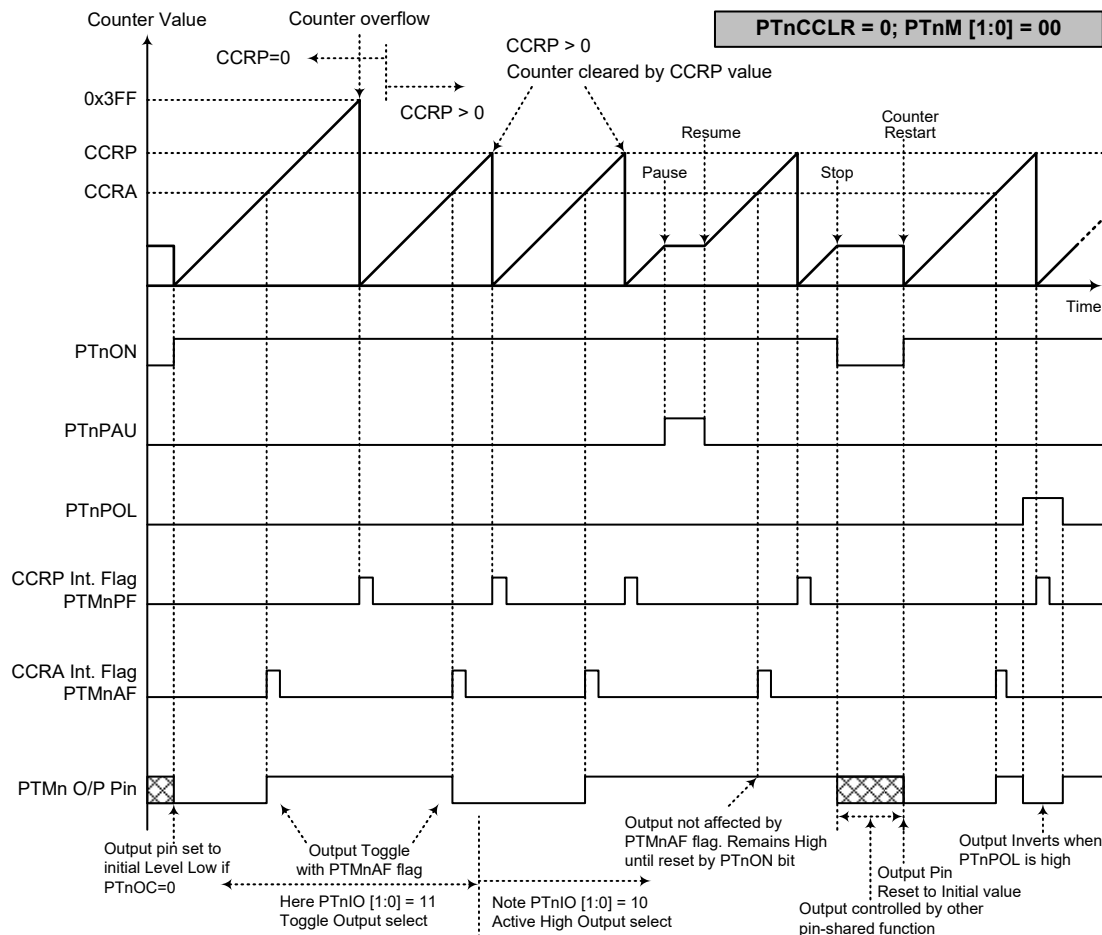 Counter Value
Counter overflow
PTnCCLR = 0; PTnM [1:0] = 00
CCRP=0
CCRP > 0
CCRP > 0
Counter cleared by CCRP value
0x3FF
CCRP
CCRA
Pause
Resume
Stop
Counter
Restart
Time
PTnON
PTnPAU
PTnPOL
CCRP Int. Flag
PTMnPF
CCRA Int. Flag
PTMnAF
PTMn O/P Pin
Output pin set to
initial Level Low if
PTnOC=0
Output Toggle
with PTMnAF flag
Here PTnIO [1:0] = 11
Toggle Output select
Note PTnIO [1:0] = 10
Active High Output select
Output not affected by
PTMnAF flag. Remains High
until reset by PTnON bit
Output Pin
Reset to Initial value
Output controlled by other
pin-shared function
Output Inverts when
PTnPOL is high